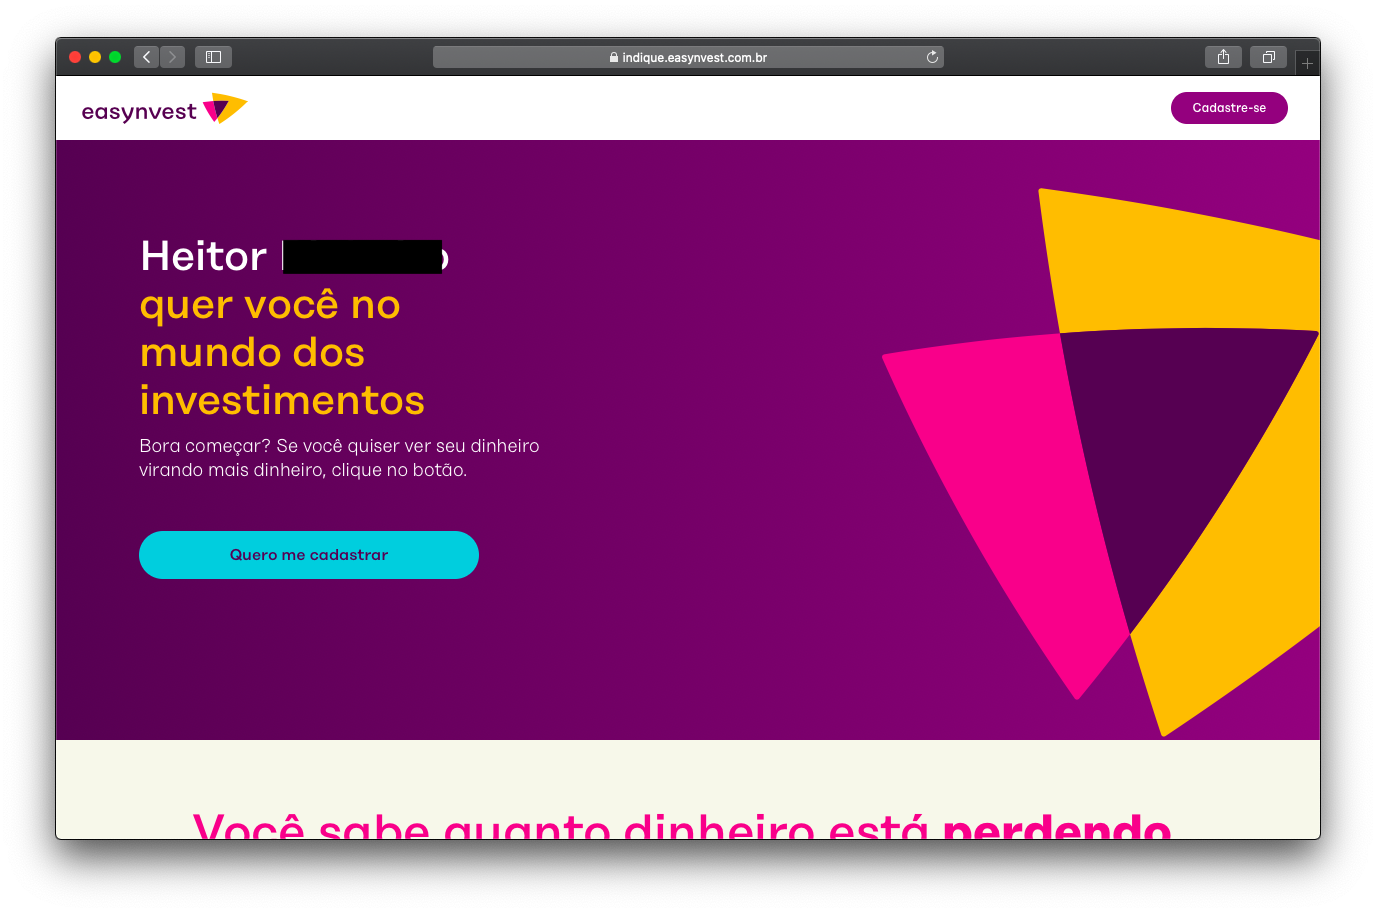 indique.easynvest.com.br
easynvest
Cadastre-se
Heitor
quer você no
mundo dos
investimentos
Bora começar? Se você quiser ver seu dinheiro
virando mais dinheiro, clique no botão.
Quero me cadastrar
Você sabe quanto dinheiro está perdendo